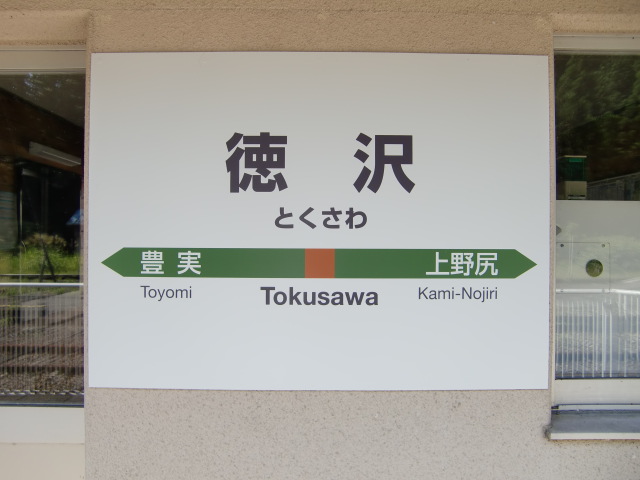 徳 沢
とくさわ
豊 実 上野尻
Toyomi Tokusawa Kami-Nojiri